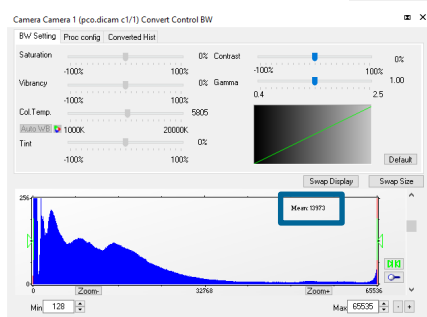 Camera Camera 1 (pco.dicam c1/1) Convert Control BW
BW Setting Proc config Converted Hist
Saturation 0% Contrast 0%
-100% 100% -100% 100%
Vibrancy 0% Gamma 1.00
-100% 100% 0.4 2.5
Col.Temp. 5805
Auto WB 1000K 20000K
Tint 0%
-100% 100% Default
Swap Display Swap Size
256
Mean: 13973
0
0 Zoom- 32768 Zoom+ 65536
Min 128 Max 65535 - +